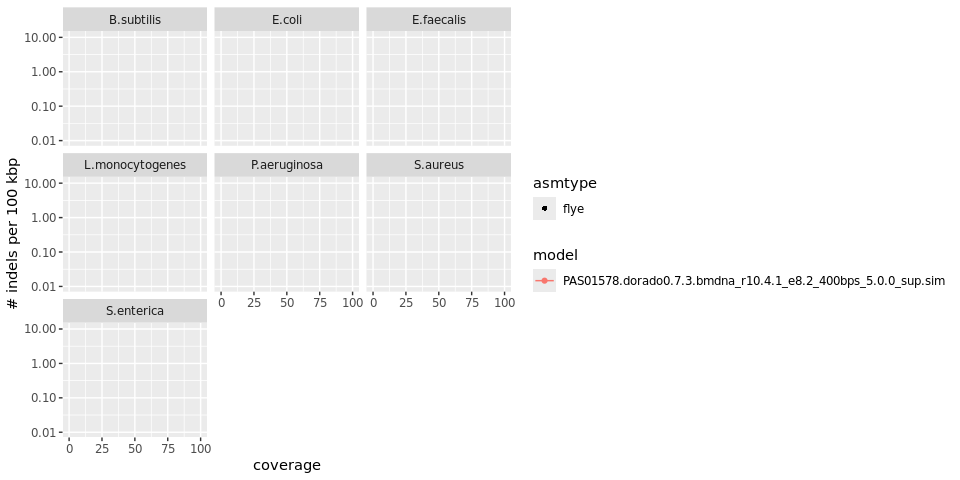 B.subtilis E.coli E.faecalis
10.00
1.00
0.10
0.01
L.monocytogenes P.aeruginosa S.aureus
10.00
1.00
0.10
0.01
0 25 50 75 100 0 25 50 75 100
S.enterica
10.00
1.00
0.10
0.01
0 25 50 75 100
coverage
# indels per 100 kbp
asmtype
flye
model
PAS01578.dorado0.7.3.bmdna_r10.4.1_e8.2_400bps_5.0.0_sup.sim